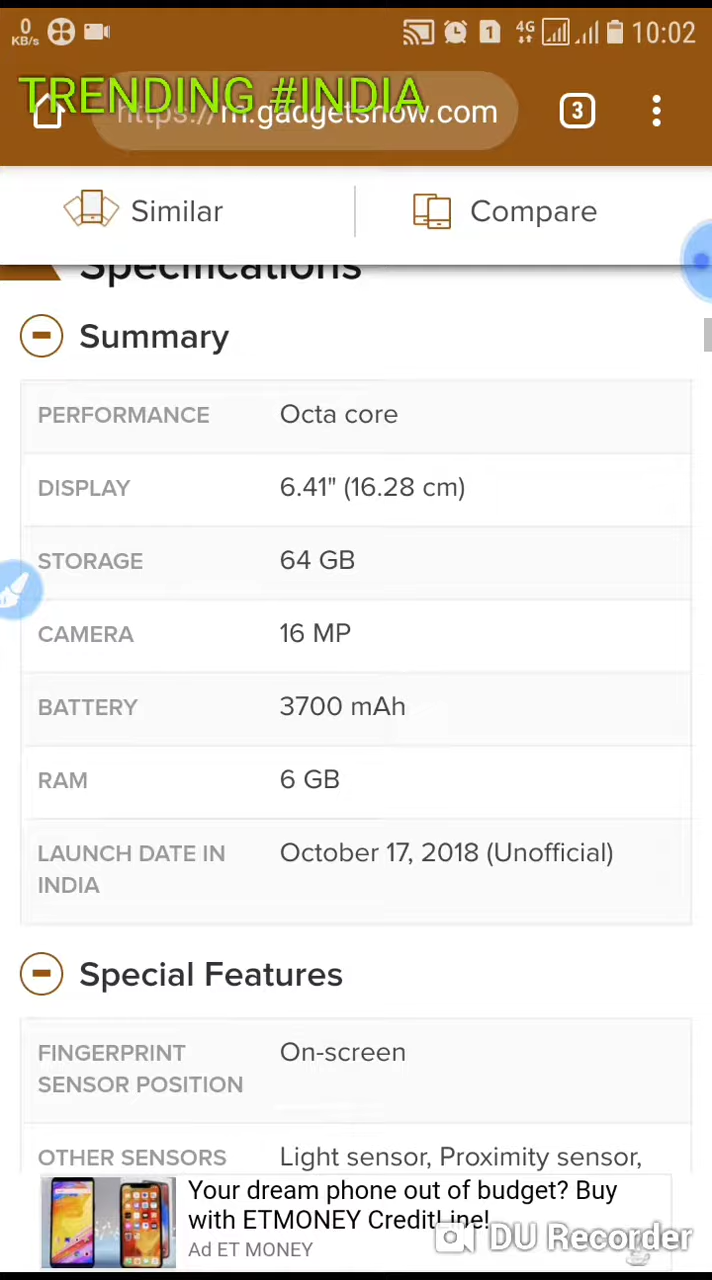 0
KB/s
1
4G
10:02
TRENDING #INDIA
https://m.gadgetsnow.com
3
Similar
Compare
Specifications
Summary
PERFORMANCE Octa core
DISPLAY 6.41" (16.28 cm)
STORAGE 64 GB
CAMERA 16 MP
BATTERY 3700 mAh
RAM 6 GB
LAUNCH DATE IN October 17, 2018 (Unofficial)
INDIA
Special Features
FINGERPRINT On-screen
SENSOR POSITION
OTHER SENSORS Light sensor, Proximity sensor,
Your dream phone out of budget? Buy
with ETMONEY CreditLine!
Ad ET MONEY
DU Recorder